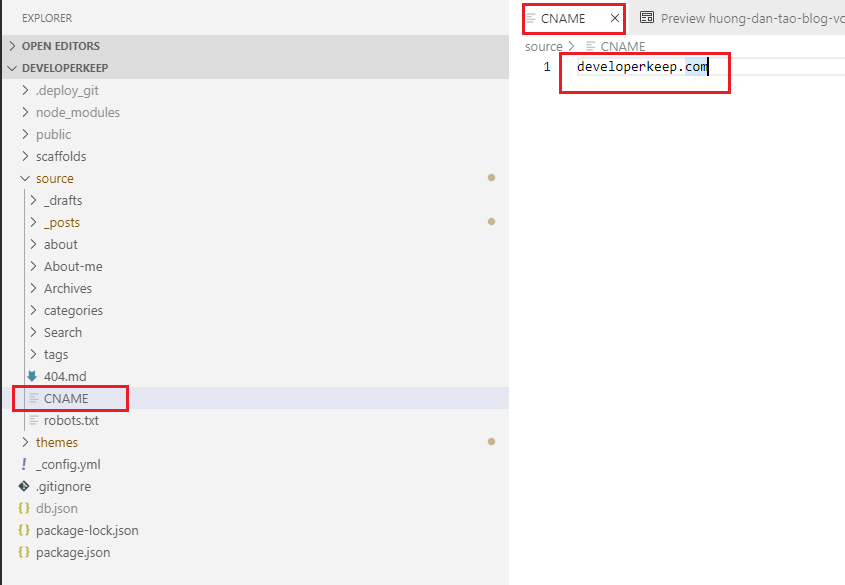 EXPLORER
OPEN EDITORS
DEVELOPERKEEP
.deploy_git
node_modules
public
scaffolds
source
_drafts
_posts
about
About-me
Archives
categories
Search
tags
404.md
CNAME
robots.txt
themes
_config.yml
.gitignore
db.json
package-lock.json
package.json
CNAME
Preview huong-dan-tao-blog-vo
source > CNAME
1 developerkeep.com